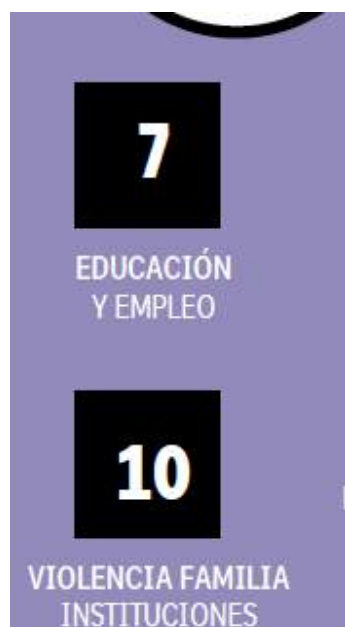 7
EDUCACIÓN
Y EMPLEO
10
VIOLENCIA FAMILIA
INSTITUCIONES